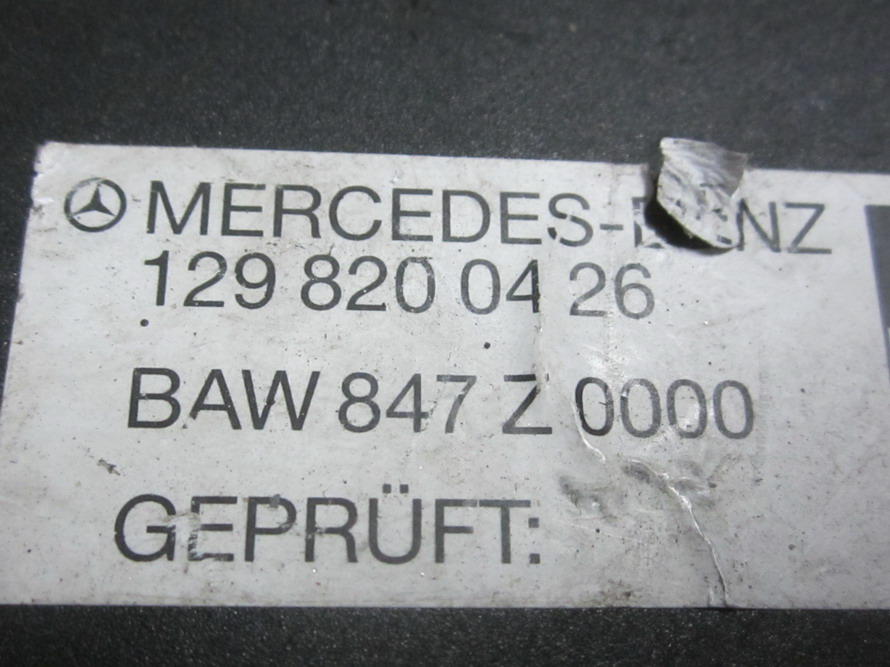 MERCEDES-BENZ
129 820 04 26
BAW 847 Z 0000
GEPRÜFT: